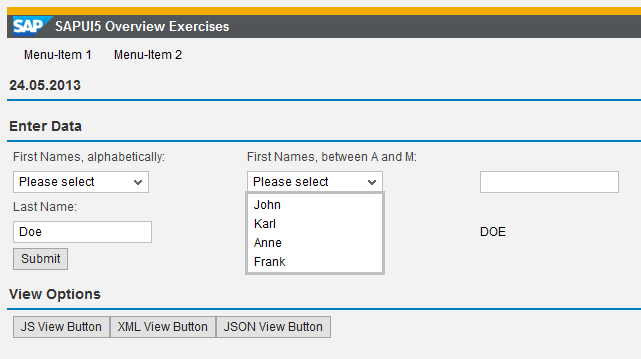 SAP SAPUI5 Overview Exercises
Menu-Item 1 Menu-Item 2
24.05.2013
Enter Data
First Names, alphabetically: First Names, between A and M:
Please select Please select
Last Name: John
Karl
Doe Anne DOE
Submit Frank
View Options
JS View Button XML View Button JSON View Button